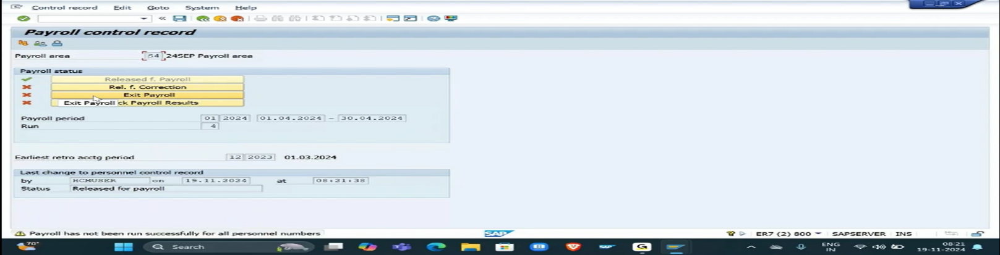 Control record Edit Goto System Help
Payroll control record
Payroll area S4 24SEP Payroll area
Payroll status
Released f. Payroll
Rel. f. Correction
Exit Payroll
Exit Payroll ck Payroll Results
Payroll period 01 2024 01.04.2024 - 30.04.2024
Run 4
Earliest retro acctg period 12 2023 01.03.2024
Last change to personnel control record
by HCMUSER on 19.11.2024 at 08:21:38
Status Released for payroll
Payroll has not been run successfully for all personnel numbers SAP ER7 (2) 800 SAPSERVER INS
70° Search SAP G ENG 08:21
IN 19-11-2024